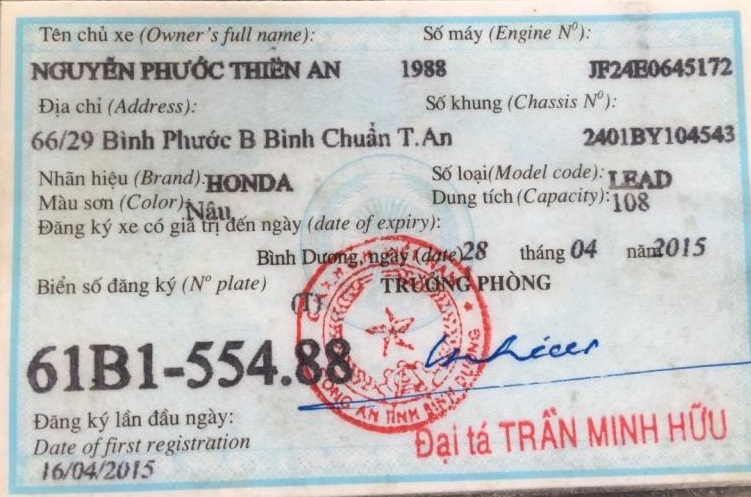 Tên chủ xe (Owner's full name): Số máy (Engine Nº):
NGUYỄN PHƯỚC THIÊN AN 1988 JF24E0645172
Địa chỉ (Address): Số khung (Chassis Nº):
66/29 Bình Phước B Bình Chuẩn T.An 2401BY104543
Nhãn hiệu (Brand): HONDA Số loại(Model code): LEAD
Màu sơn (Color): Nâu Dung tích (Capacity): 108
Đăng ký xe có giá trị đến ngày (date of expiry):
Bình Dương, ngày (date) 28 tháng 04 năm 2015
Biển số đăng ký (Nº plate) TRƯỞNG PHÒNG
(T)
61B1-554.88
CÔNG AN TỈNH BÌNH DƯƠNG
Đăng ký lần đầu ngày:
Đại tá TRẦN MINH HỮU
Date of first registration
16/04/2015